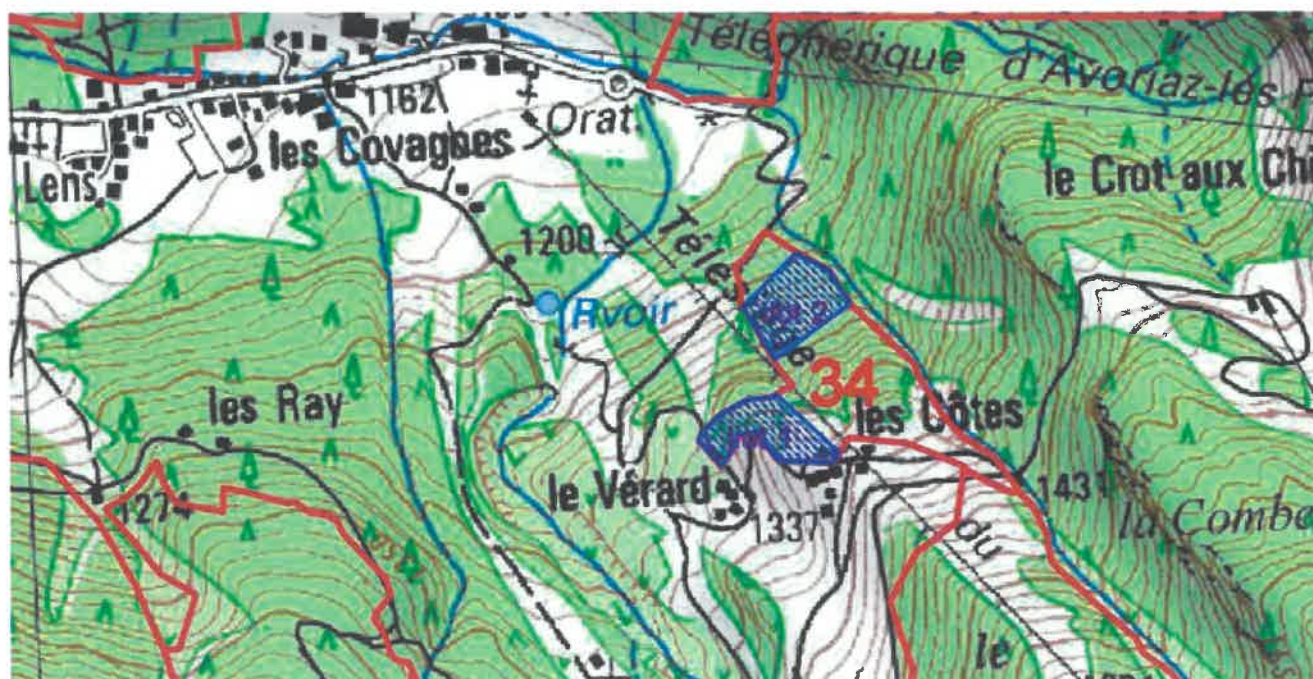 Téléphérique d'Avoriaz-les
1162
Orat.
les Covagnes
Lens
le Crot aux
1200
Téle
Rvoir
34
les Ray
les Côtes
le Vérard
1431
1274
1337
la Combe
du
le